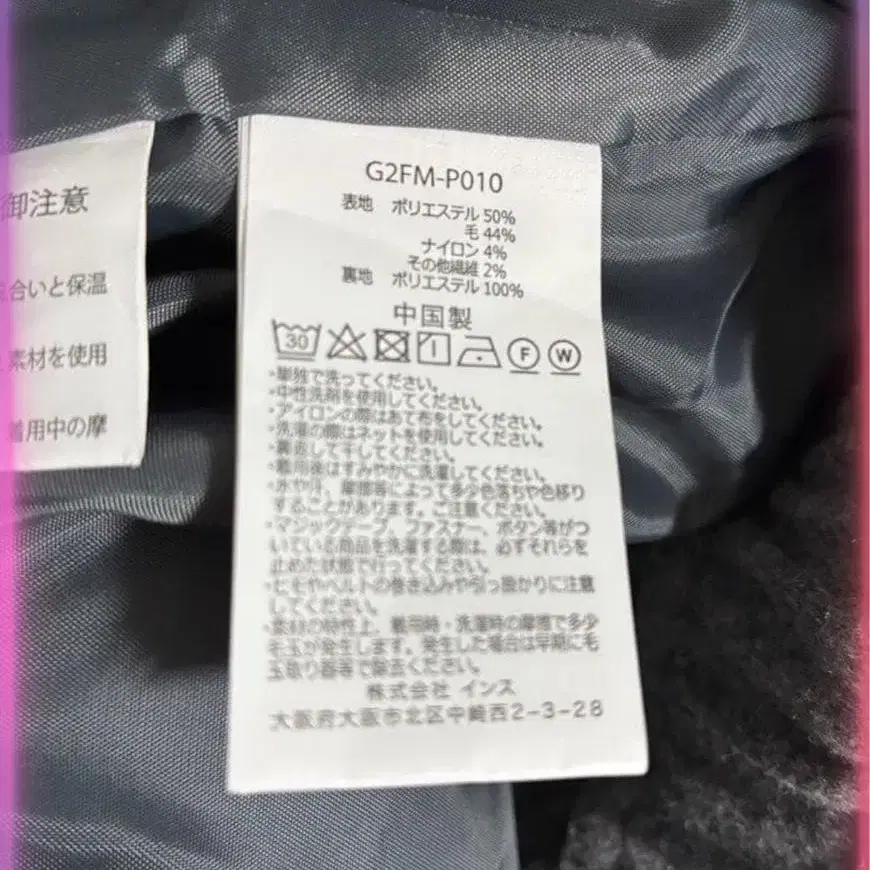 御注意
合いと保温
素材を使用
着用中の摩
G2FM-P010
表地 ポリエステル 50%
毛 44%
ナイロン 4%
その他繊維 2%
裏地 ポリエステル 100%
中国製
30
F W
・単独で洗ってください。
・中性洗剤を使用してください。
・アイロンの際はあて布をしてください。
・洗濯の際はネットを使用してください。
・裏返して干してください。
・着用後はすみやかに洗濯してください。
・水や汗、摩擦等によって多少色落ちや色移り
することがあります。ご注意ください。
・マジックテープ、ファスナー、ボタン等がつ
いている商品を洗濯する際は、必ずそれらを
止めた状態で行ってください。
・ヒモやベルトの巻き込みや引っ掛かりに注意
してください。
・素材の特性上、着用時・洗濯時の摩擦で多少
毛玉が発生します。発生した場合は早期に毛
玉取り器等で除去ください。
株式会社 インス
大阪府大阪市北区中崎西2-3-28